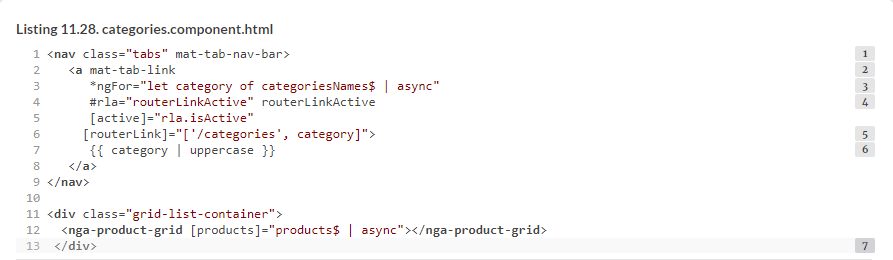 Listing 11.28. categories.component.html
1 <nav class="tabs" mat-tab-nav-bar> 1
2 <a mat-tab-link 2
3 *ngFor="let category of categoriesNames$ | async" 3
4 #rla="routerLinkActive" routerLinkActive 4
5 [active]="rla.isActive"
6 [routerLink]="['/categories', category]"> 5
7 {{ category | uppercase }} 6
8 </a>
9 </nav>
10
11 <div class="grid-list-container">
12 <nga-product-grid [products]="products$ | async"></nga-product-grid>
13 </div> 7